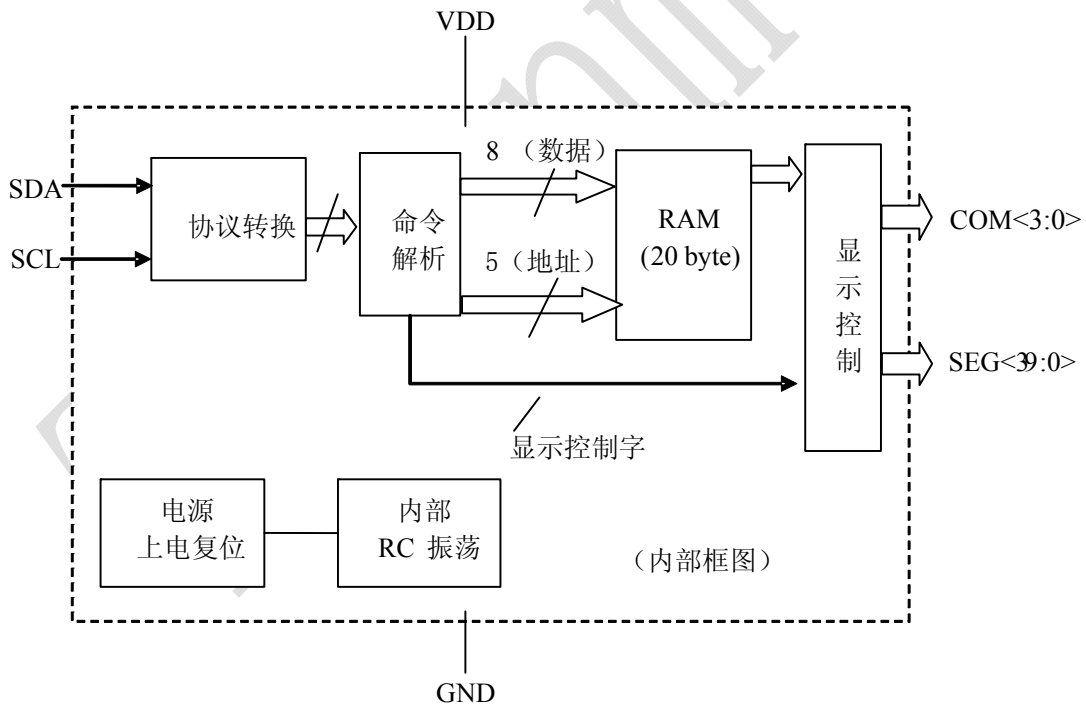 VDD
8 （数据）
SDA
SCL
协议转换
命令
解析
5（地址）
RAM
(20 byte)
显
示
控
制
COM<3:0>
SEG<39:0>
显示控制字
电源
上电复位
内部
RC 振荡
（内部框图）
GND